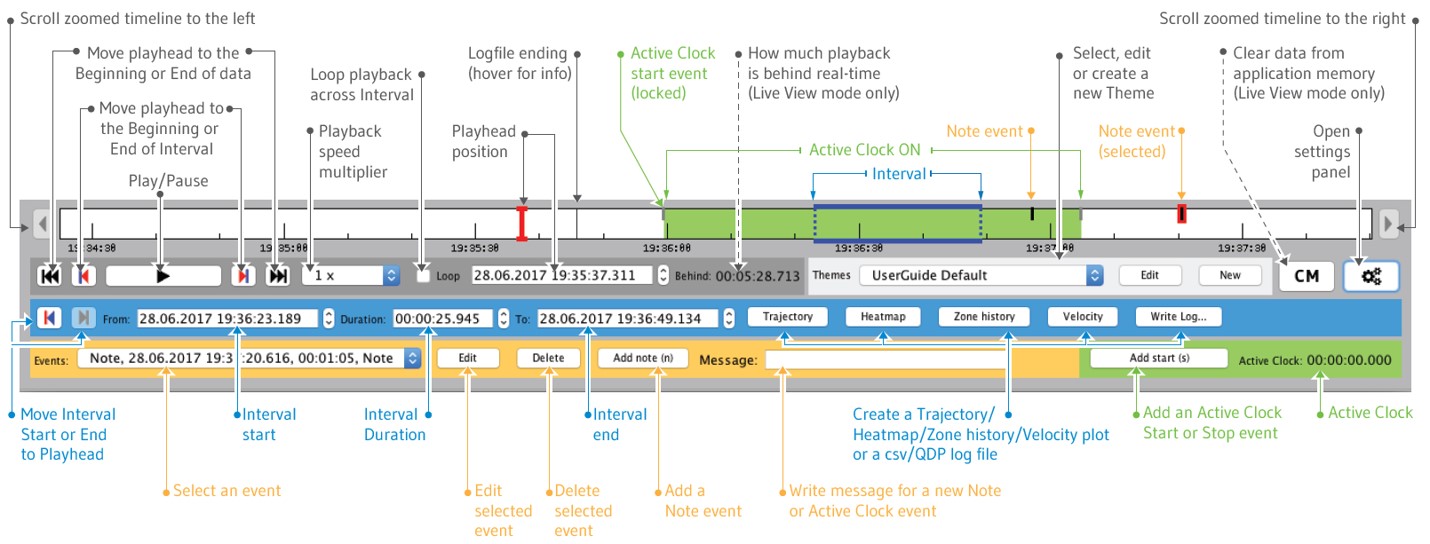 Scroll zoomed timeline to the left
Scroll zoomed timeline to the right
Move playhead to the
Beginning or End of data
Logfile ending
(hover for info)
Active Clock
start event
(locked)
How much playback
is behind real-time
(Live View mode only)
Select, edit
or create a
new Theme
Clear data from
application memory
(Live View mode only)
Loop playback
across Interval
Move playhead to
the Beginning or
End of Interval
Playback
speed
multiplier
Playhead
position
Note event
Note event
(selected)
Open
settings
panel
Active Clock ON
Interval
Play/Pause
19:34:30
19:35:00
19:35:30
19:36:00
19:36:30
19:37:00
19:37:30
1 x
Loop
28.06.2017 19:35:37.311
Behind: 00:05:28.713
Themes
UserGuide Default
Edit
New
CM
From:
28.06.2017 19:36:23.189
Duration:
00:00:25.945
To:
28.06.2017 19:36:49.134
Trajectory
Heatmap
Zone history
Velocity
Write Log...
Events:
Note, 28.06.2017 19:3 :20.616, 00:01:05, Note
Edit
Delete
Add note (n)
Message:
Add start (s)
Active Clock: 00:00:00.000
Move Interval
Start or End
to Playhead
Interval
start
Interval
Duration
Interval
end
Create a Trajectory/
Heatmap/Zone history/Velocity plot
or a csv/QDP log file
Add an Active Clock
Start or Stop event
Active Clock
Select an event
Edit
selected
event
Delete
selected
event
Add a
Note event
Write message for a new Note
or Active Clock event